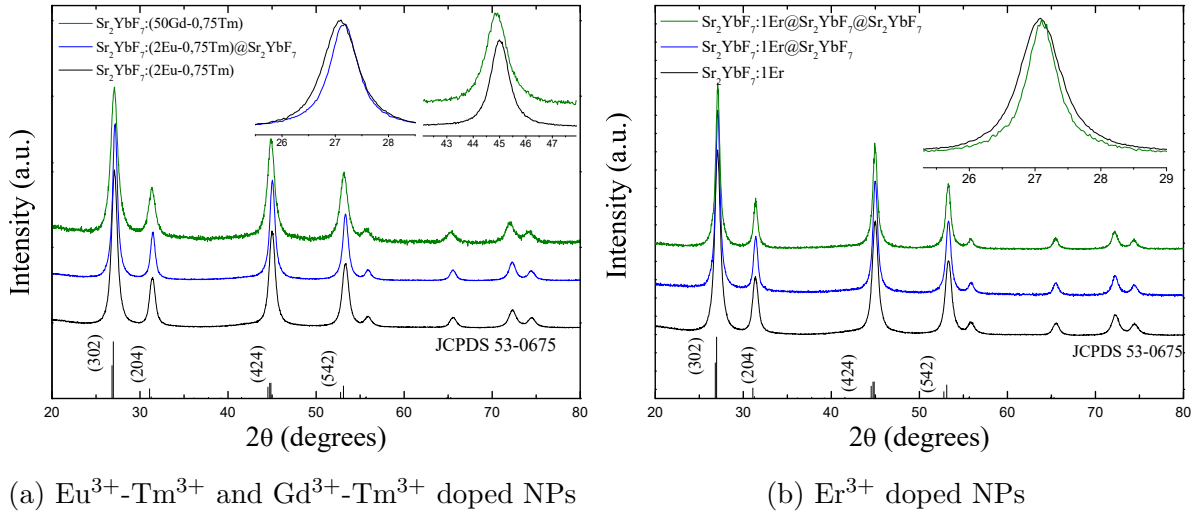 Sr₂YbF₇:(50Gd-0,75Tm)
Sr₂YbF₇:(2Eu-0,75Tm)@Sr₂YbF₇
Sr₂YbF₇:(2Eu-0,75Tm)
26 27 28
43 44 45 46 47
Intensity (a.u.)
(302)
(204)
(424)
(542)
JCPDS 53-0675
20 30 40 50 60 70 80
2θ (degrees)
(a) Eu³⁺-Tm³⁺ and Gd³⁺-Tm³⁺ doped NPs
Sr₂YbF₇:1Er@Sr₂YbF₇@Sr₂YbF₇
Sr₂YbF₇:1Er@Sr₂YbF₇
Sr₂YbF₇:1Er
26 27 28 29
Intensity (a.u.)
(302)
(204)
(424)
(542)
JCPDS 53-0675
20 30 40 50 60 70 80
2θ (degrees)
(b) Er³⁺ doped NPs